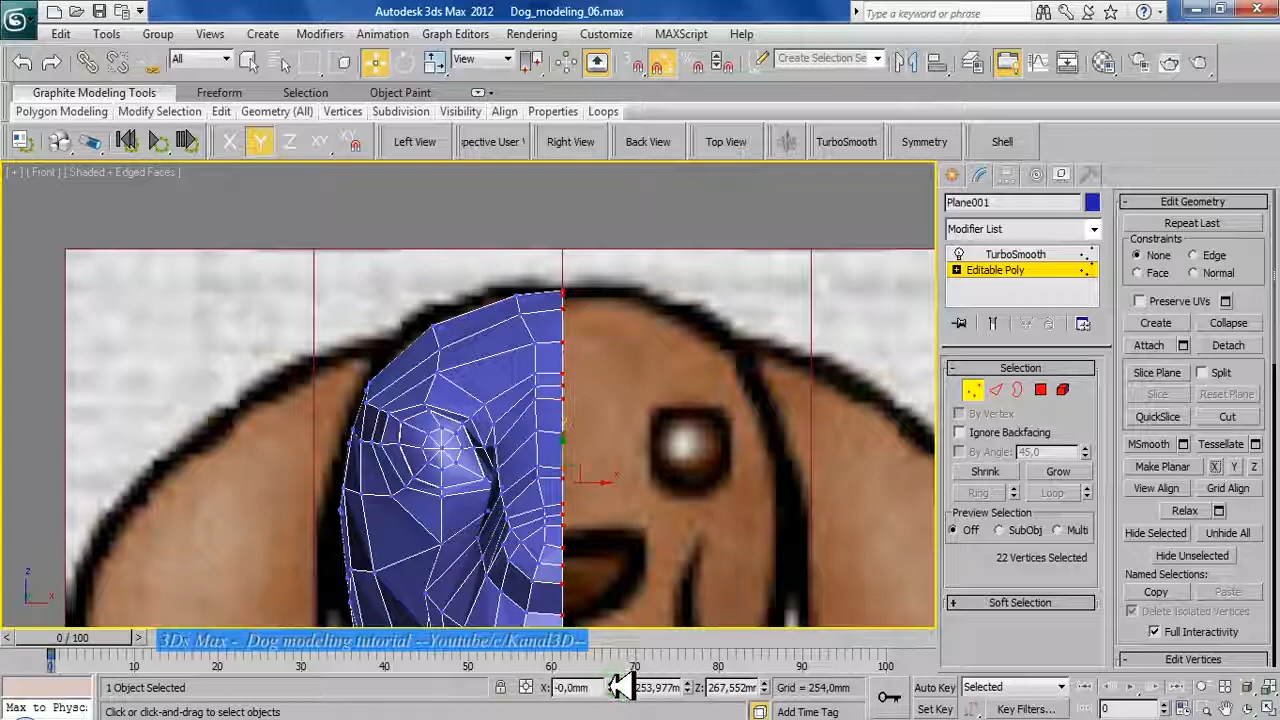 Autodesk 3ds Max 2012 Dog_modeling_06.max Type a keyword or phrase
Edit Tools Group Views Create Modifiers Animation Graph Editors Rendering Customize MAXScript Help
All View Create Selection Se
Graphite Modeling Tools Freeform Selection Object Paint
Polygon Modeling Modify Selection Edit Geometry (All) Vertices Subdivision Visibility Align Properties Loops
X Y Z XY XY Left View spective User V Right View Back View Top View TurboSmooth Symmetry Shell
[ + ] [ Front ] [ Shaded + Edged Faces ]
Plane001
Modifier List
TurboSmooth
Editable Poly
Selection
By Vertex
Ignore Backfacing
By Angle: 45,0
Shrink Grow
Ring Loop
Preview Selection
Off SubObj Multi
22 Vertices Selected
Soft Selection
Edit Geometry
Repeat Last
Constraints
None Edge
Face Normal
Preserve UVs
Create Collapse
Attach Detach
Slice Plane Split
Slice Reset Plane
QuickSlice Cut
MSmooth Tessellate
Make Planar X Y Z
View Align Grid Align
Relax
Hide Selected Unhide All
Hide Unselected
Named Selections:
Copy Paste
Delete Isolated Vertices
Full Interactivity
Edit Vertices
x
z
x
0 / 100
3Ds Max - Dog modeling tutorial --Youtube/c/Kanal3D--
0 10 20 30 40 50 60 70 80 90 100
1 Object Selected X: -0,0mm 253,977m Z: 267,552mm Grid = 254,0mm Auto Key Selected
Max to Physc Click or click-and-drag to select objects Add Time Tag Set Key Key Filters... 0